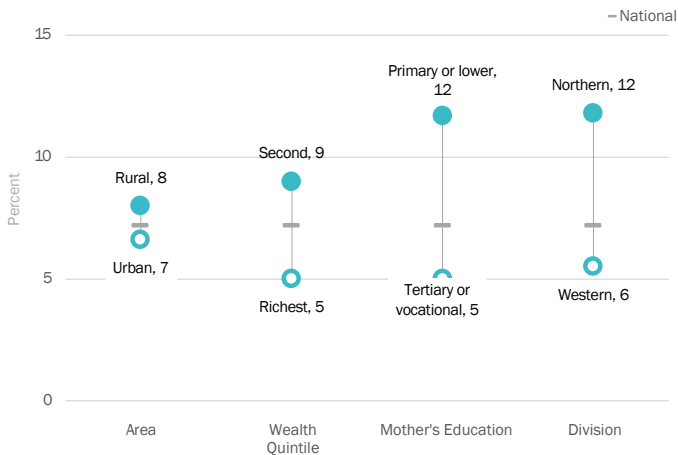 National
15
Primary or lower,
12
Northern, 12
10
Second, 9
Rural, 8
Percent
Urban, 7
5
Richest, 5
Tertiary or
vocational, 5
Western, 6
0
Area
Wealth
Quintile
Mother's Education
Division